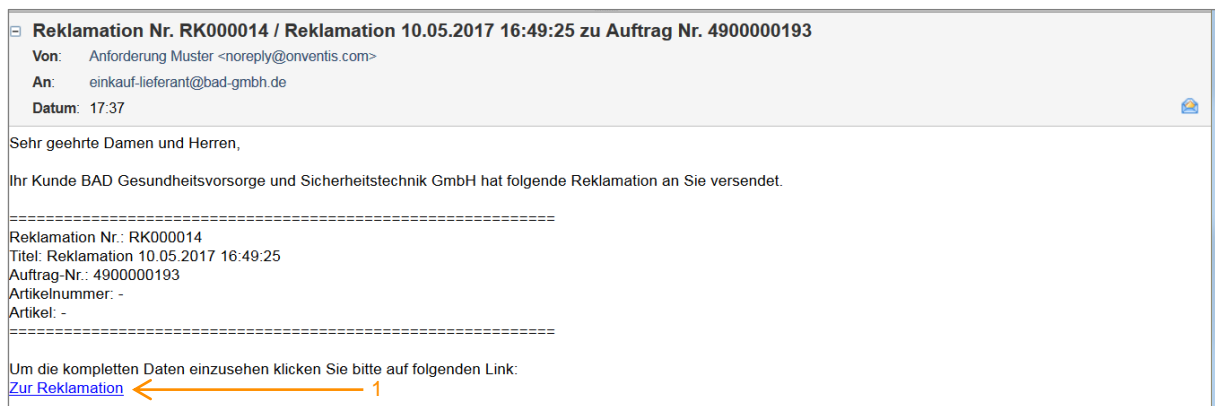 Reklamation Nr. RK000014 / Reklamation 10.05.2017 16:49:25 zu Auftrag Nr. 4900000193
Von: Anforderung Muster <noreply@onventis.com>
An: einkauf-lieferant@bad-gmbh.de
Datum: 17:37
Sehr geehrte Damen und Herren,
Ihr Kunde BAD Gesundheitsvorsorge und Sicherheitstechnik GmbH hat folgende Reklamation an Sie versendet.
============================================================
Reklamation Nr.: RK000014
Titel: Reklamation 10.05.2017 16:49:25
Auftrag-Nr.: 4900000193
Artikelnummer: -
Artikel: -
============================================================
Um die kompletten Daten einzusehen klicken Sie bitte auf folgenden Link:
Zur Reklamation 1